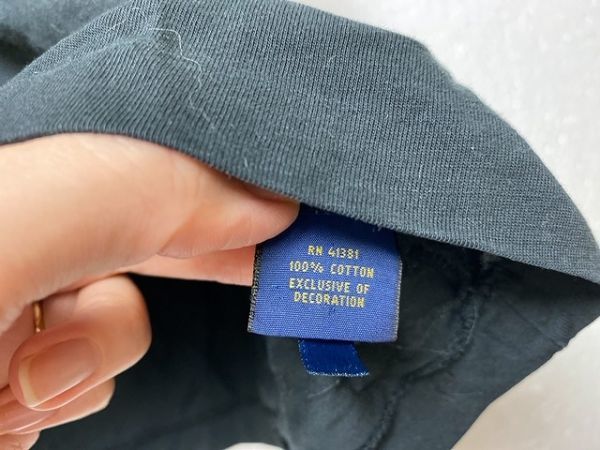 RN 41381
100% COTTON
EXCLUSIVE OF
DECORATION